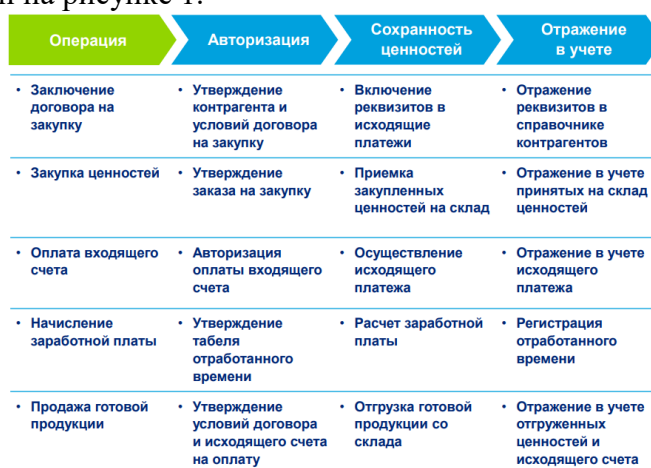 на рисунке 1.
Операция
Авторизация
Сохранность
ценностей
Отражение
в учете
• Заключение
договора на
закупку
• Утверждение
контрагента и
условий договора
на закупку
• Включение
реквизитов в
исходящие
платежи
• Отражение
реквизитов в
справочнике
контрагентов
• Закупка ценностей
• Утверждение
заказа на закупку
• Приемка
закупленных
ценностей на склад
• Отражение в учете
принятых на склад
ценностей
• Оплата входящего
счета
• Авторизация
оплаты входящего
счета
• Осуществление
исходящего
платежа
• Отражение в учете
исходящего
платежа
• Начисление
заработной платы
• Утверждение
табеля
отработанного
времени
• Расчет заработной
платы
• Регистрация
отработанного
времени
• Продажа готовой
продукции
• Утверждение
условий договора
и исходящего счета
на оплату
• Отгрузка готовой
продукции со
склада
• Отражение в учете
отгруженных
ценностей и
исходящего счета